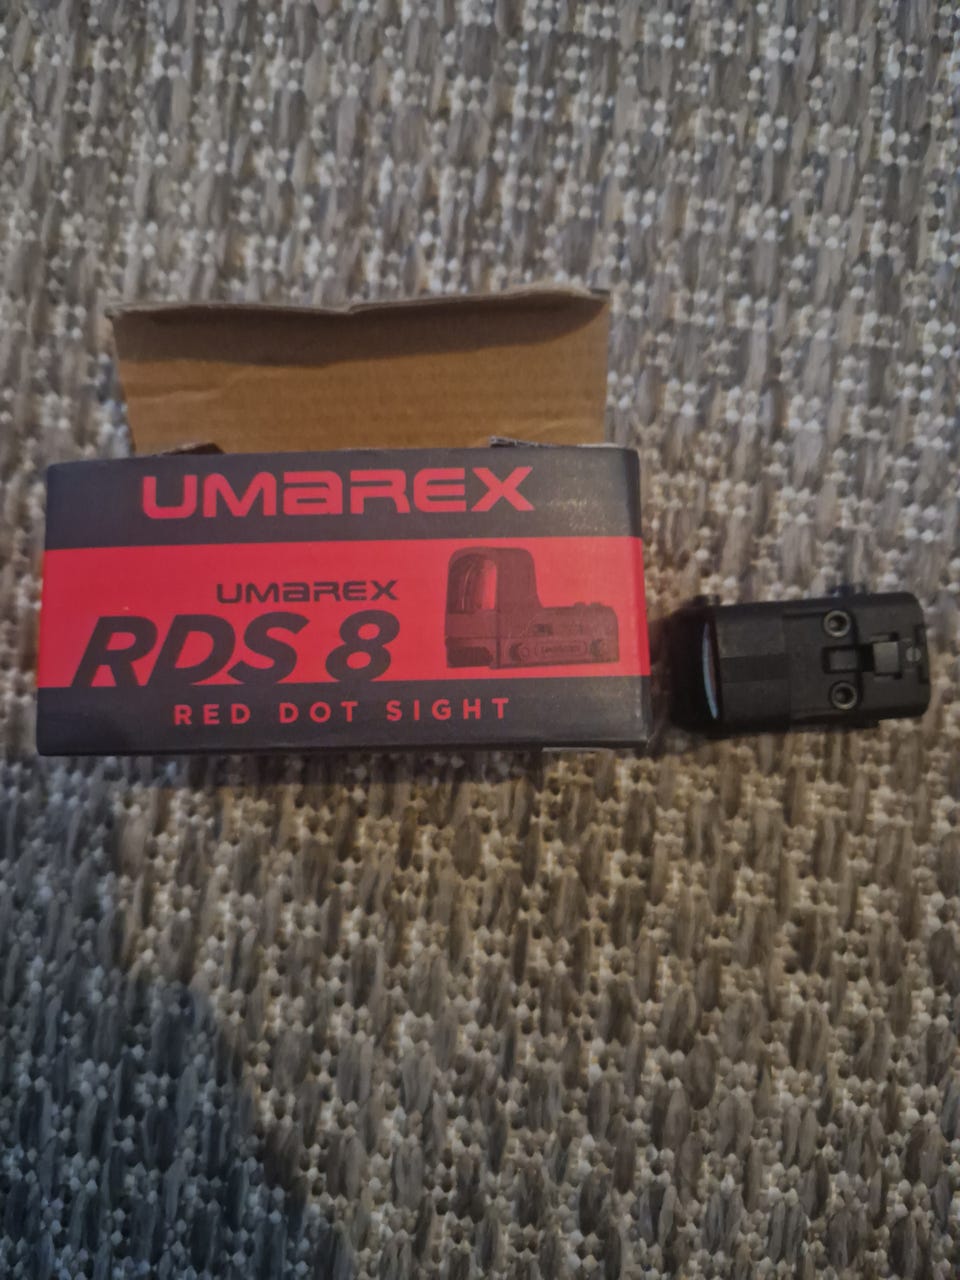 UMAREX
UMAREX
RDS 8
RED DOT SIGHT